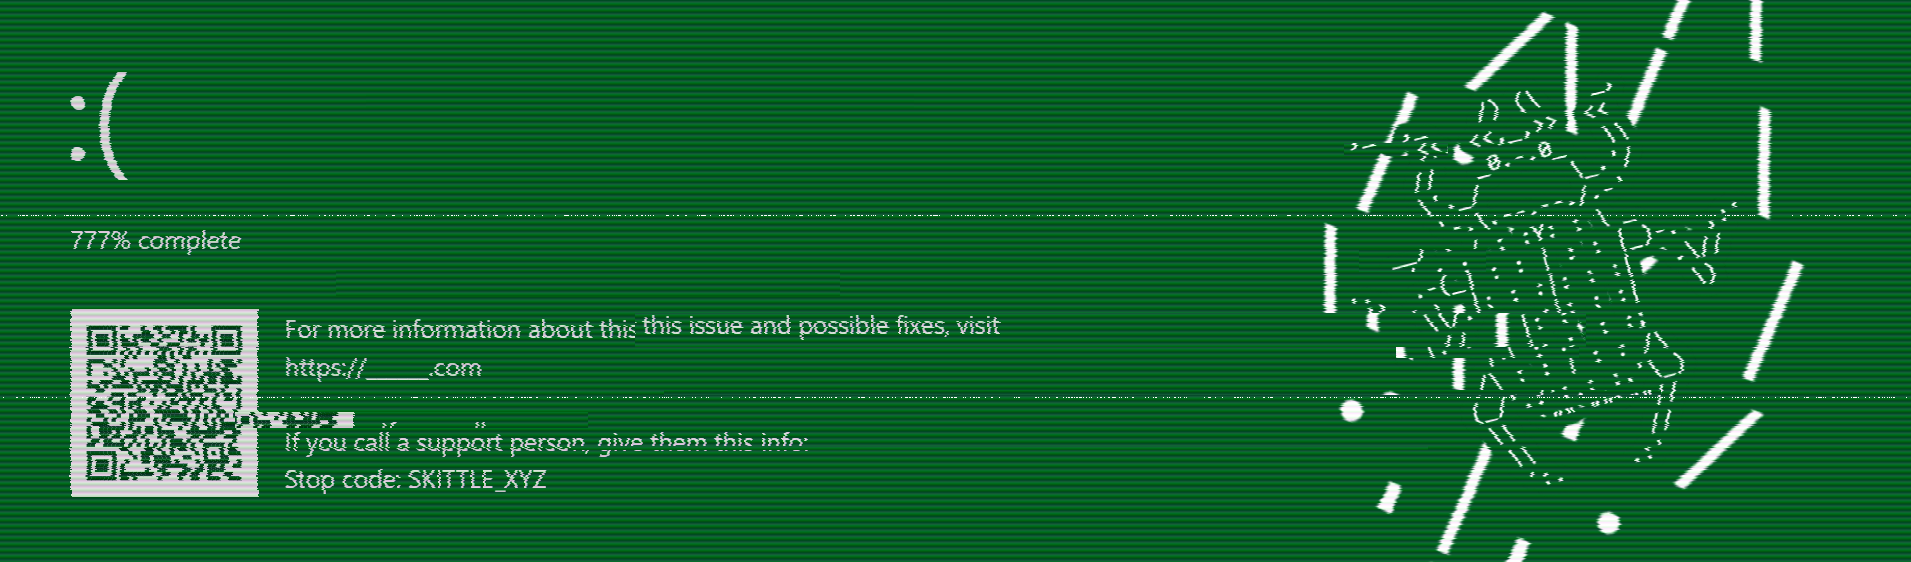 :(
777% complete
For more information about this this issue and possible fixes, visit
https://_____.com
If you call a support person, give them this info:
Stop code: SKITTLE_XYZ